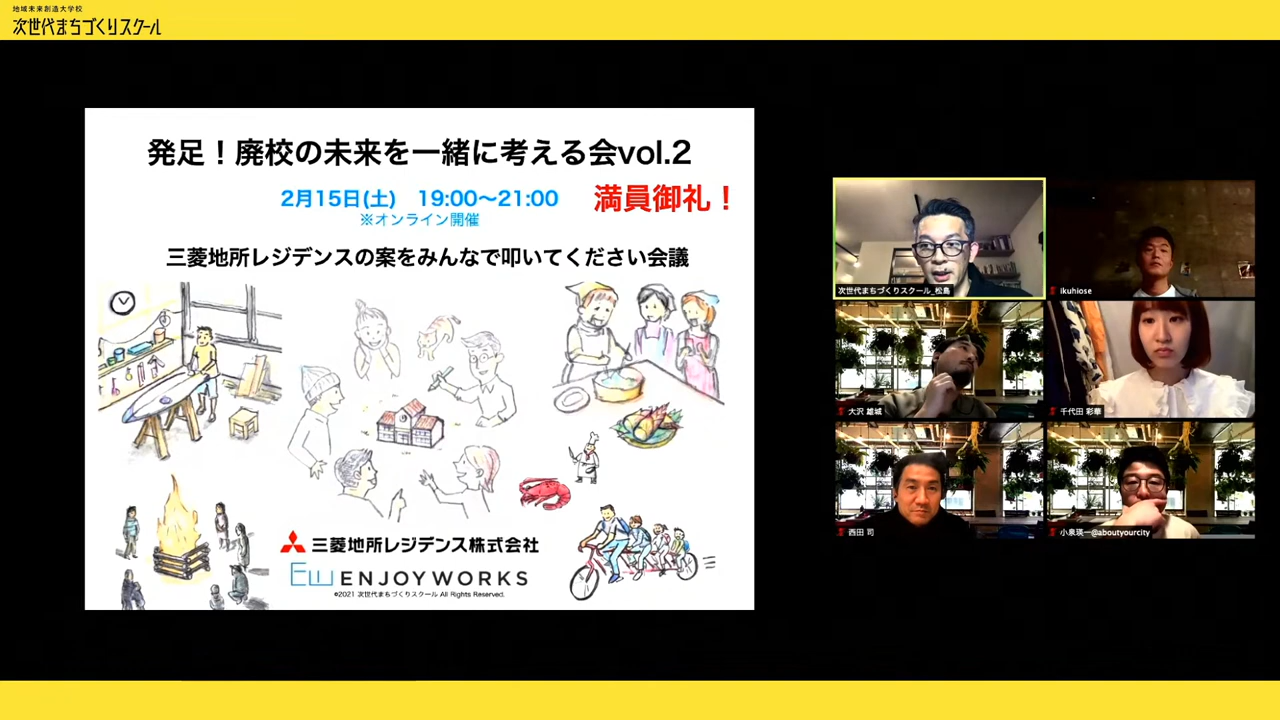 地域未来創造大学校
次世代まちづくりスクール
発足！廃校の未来を一緒に考える会vol.2
2月15日(土) 19:00〜21:00 満員御礼！
※オンライン開催
三菱地所レジデンスの案をみんなで叩いてください会議
三菱地所レジデンス株式会社
ENJOYWORKS
©2021 次世代まちづくりスクール All Rights Reserved.
次世代まちづくりスクール_松島
ikuhiose
大沢 雄城
千代田 彩華
西田 司
小泉瑛一@aboutyourcity